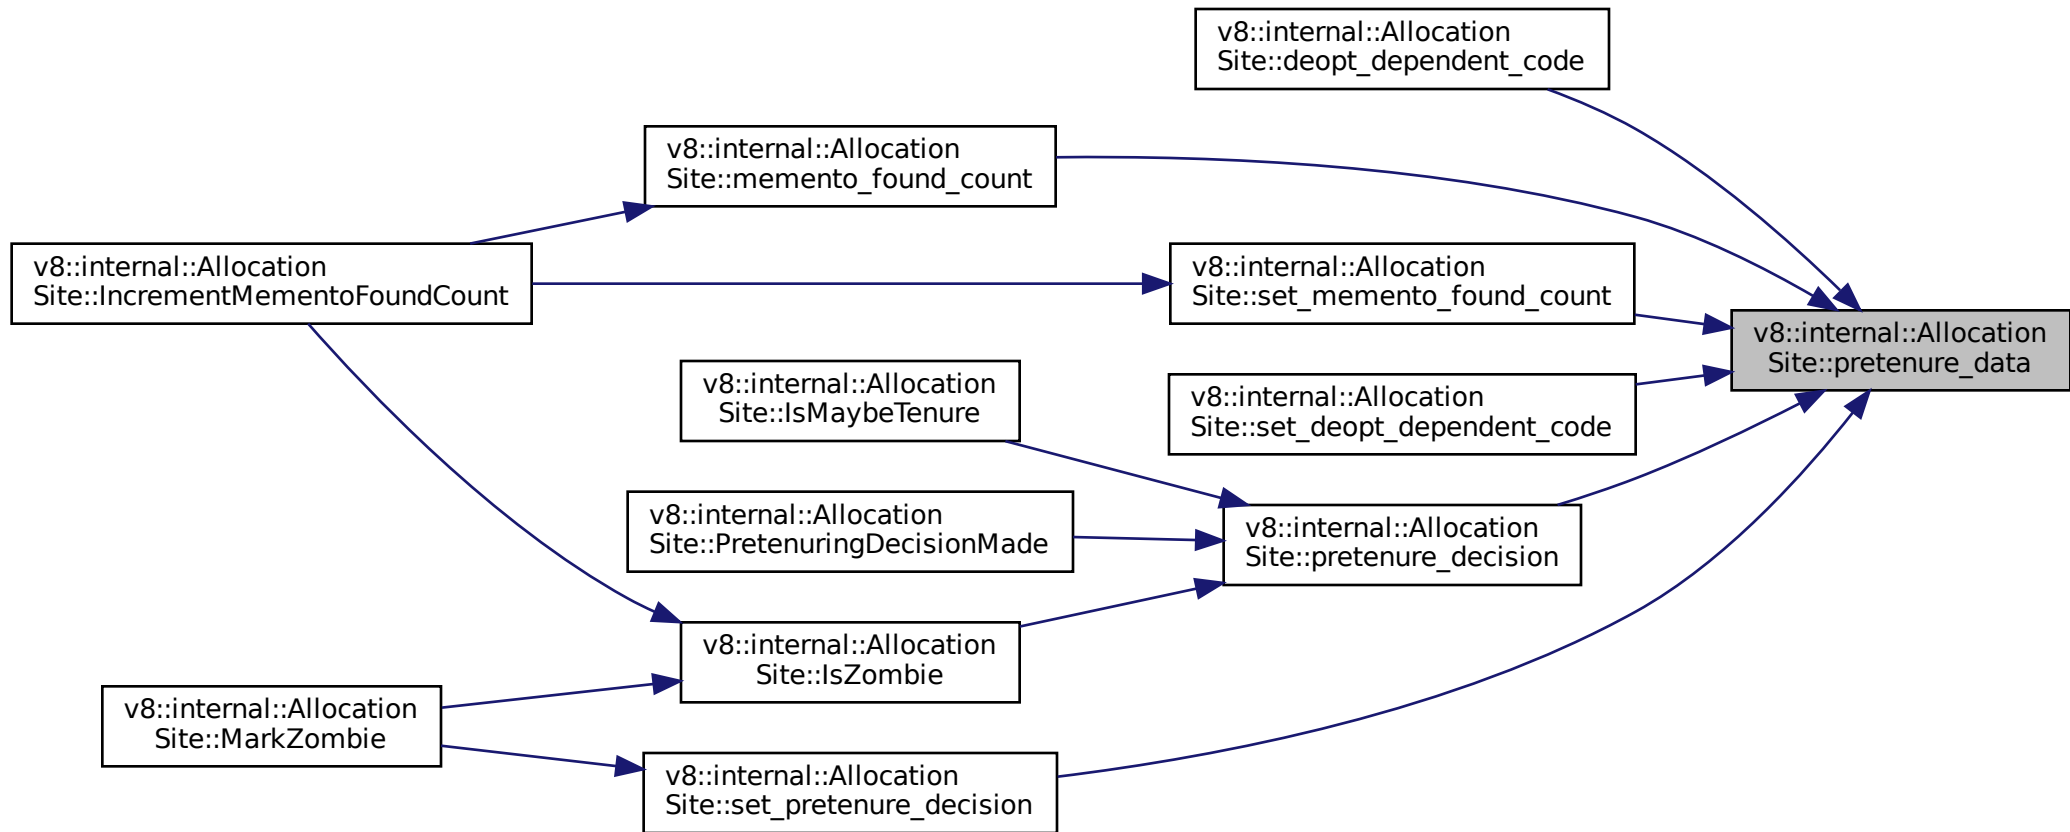 v8::internal::Allocation
Site::deopt_dependent_code
v8::internal::Allocation
Site::memento_found_count
v8::internal::Allocation
Site::IncrementMementoFoundCount
v8::internal::Allocation
Site::set_memento_found_count
v8::internal::Allocation
Site::pretenure_data
v8::internal::Allocation
Site::IsMaybeTenure
v8::internal::Allocation
Site::set_deopt_dependent_code
v8::internal::Allocation
Site::PretenuringDecisionMade
v8::internal::Allocation
Site::pretenure_decision
v8::internal::Allocation
Site::IsZombie
v8::internal::Allocation
Site::MarkZombie
v8::internal::Allocation
Site::set_pretenure_decision